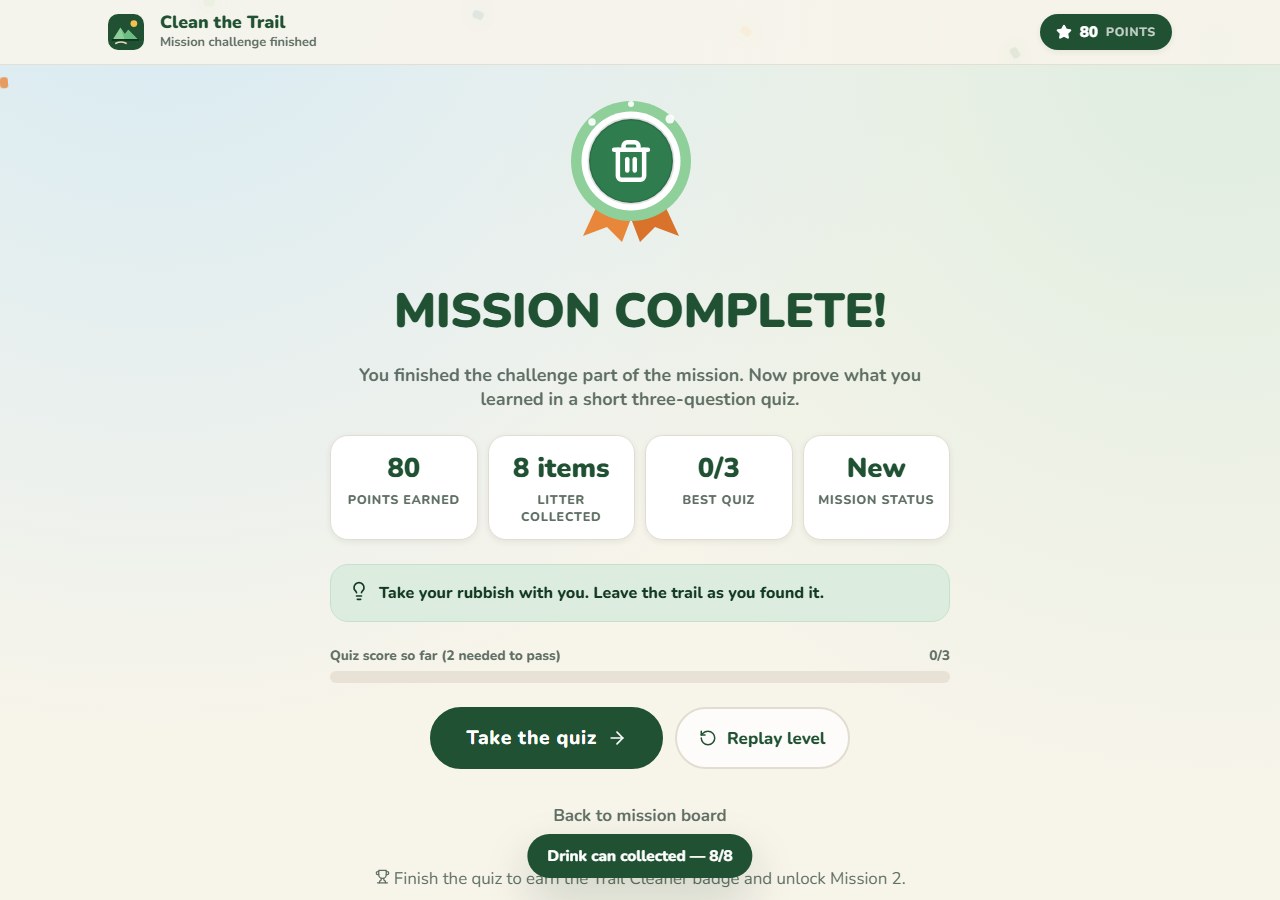 Clean the Trail
Mission challenge finished
80 POINTS
MISSION COMPLETE!
You finished the challenge part of the mission. Now prove what you
learned in a short three-question quiz.
80
POINTS EARNED
8 items
LITTER
COLLECTED
0/3
BEST QUIZ
New
MISSION STATUS
Take your rubbish with you. Leave the trail as you found it.
Quiz score so far (2 needed to pass)
0/3
Take the quiz
Replay level
Back to mission board
Drink can collected — 8/8
Finish the quiz to earn the Trail Cleaner badge and unlock Mission 2.